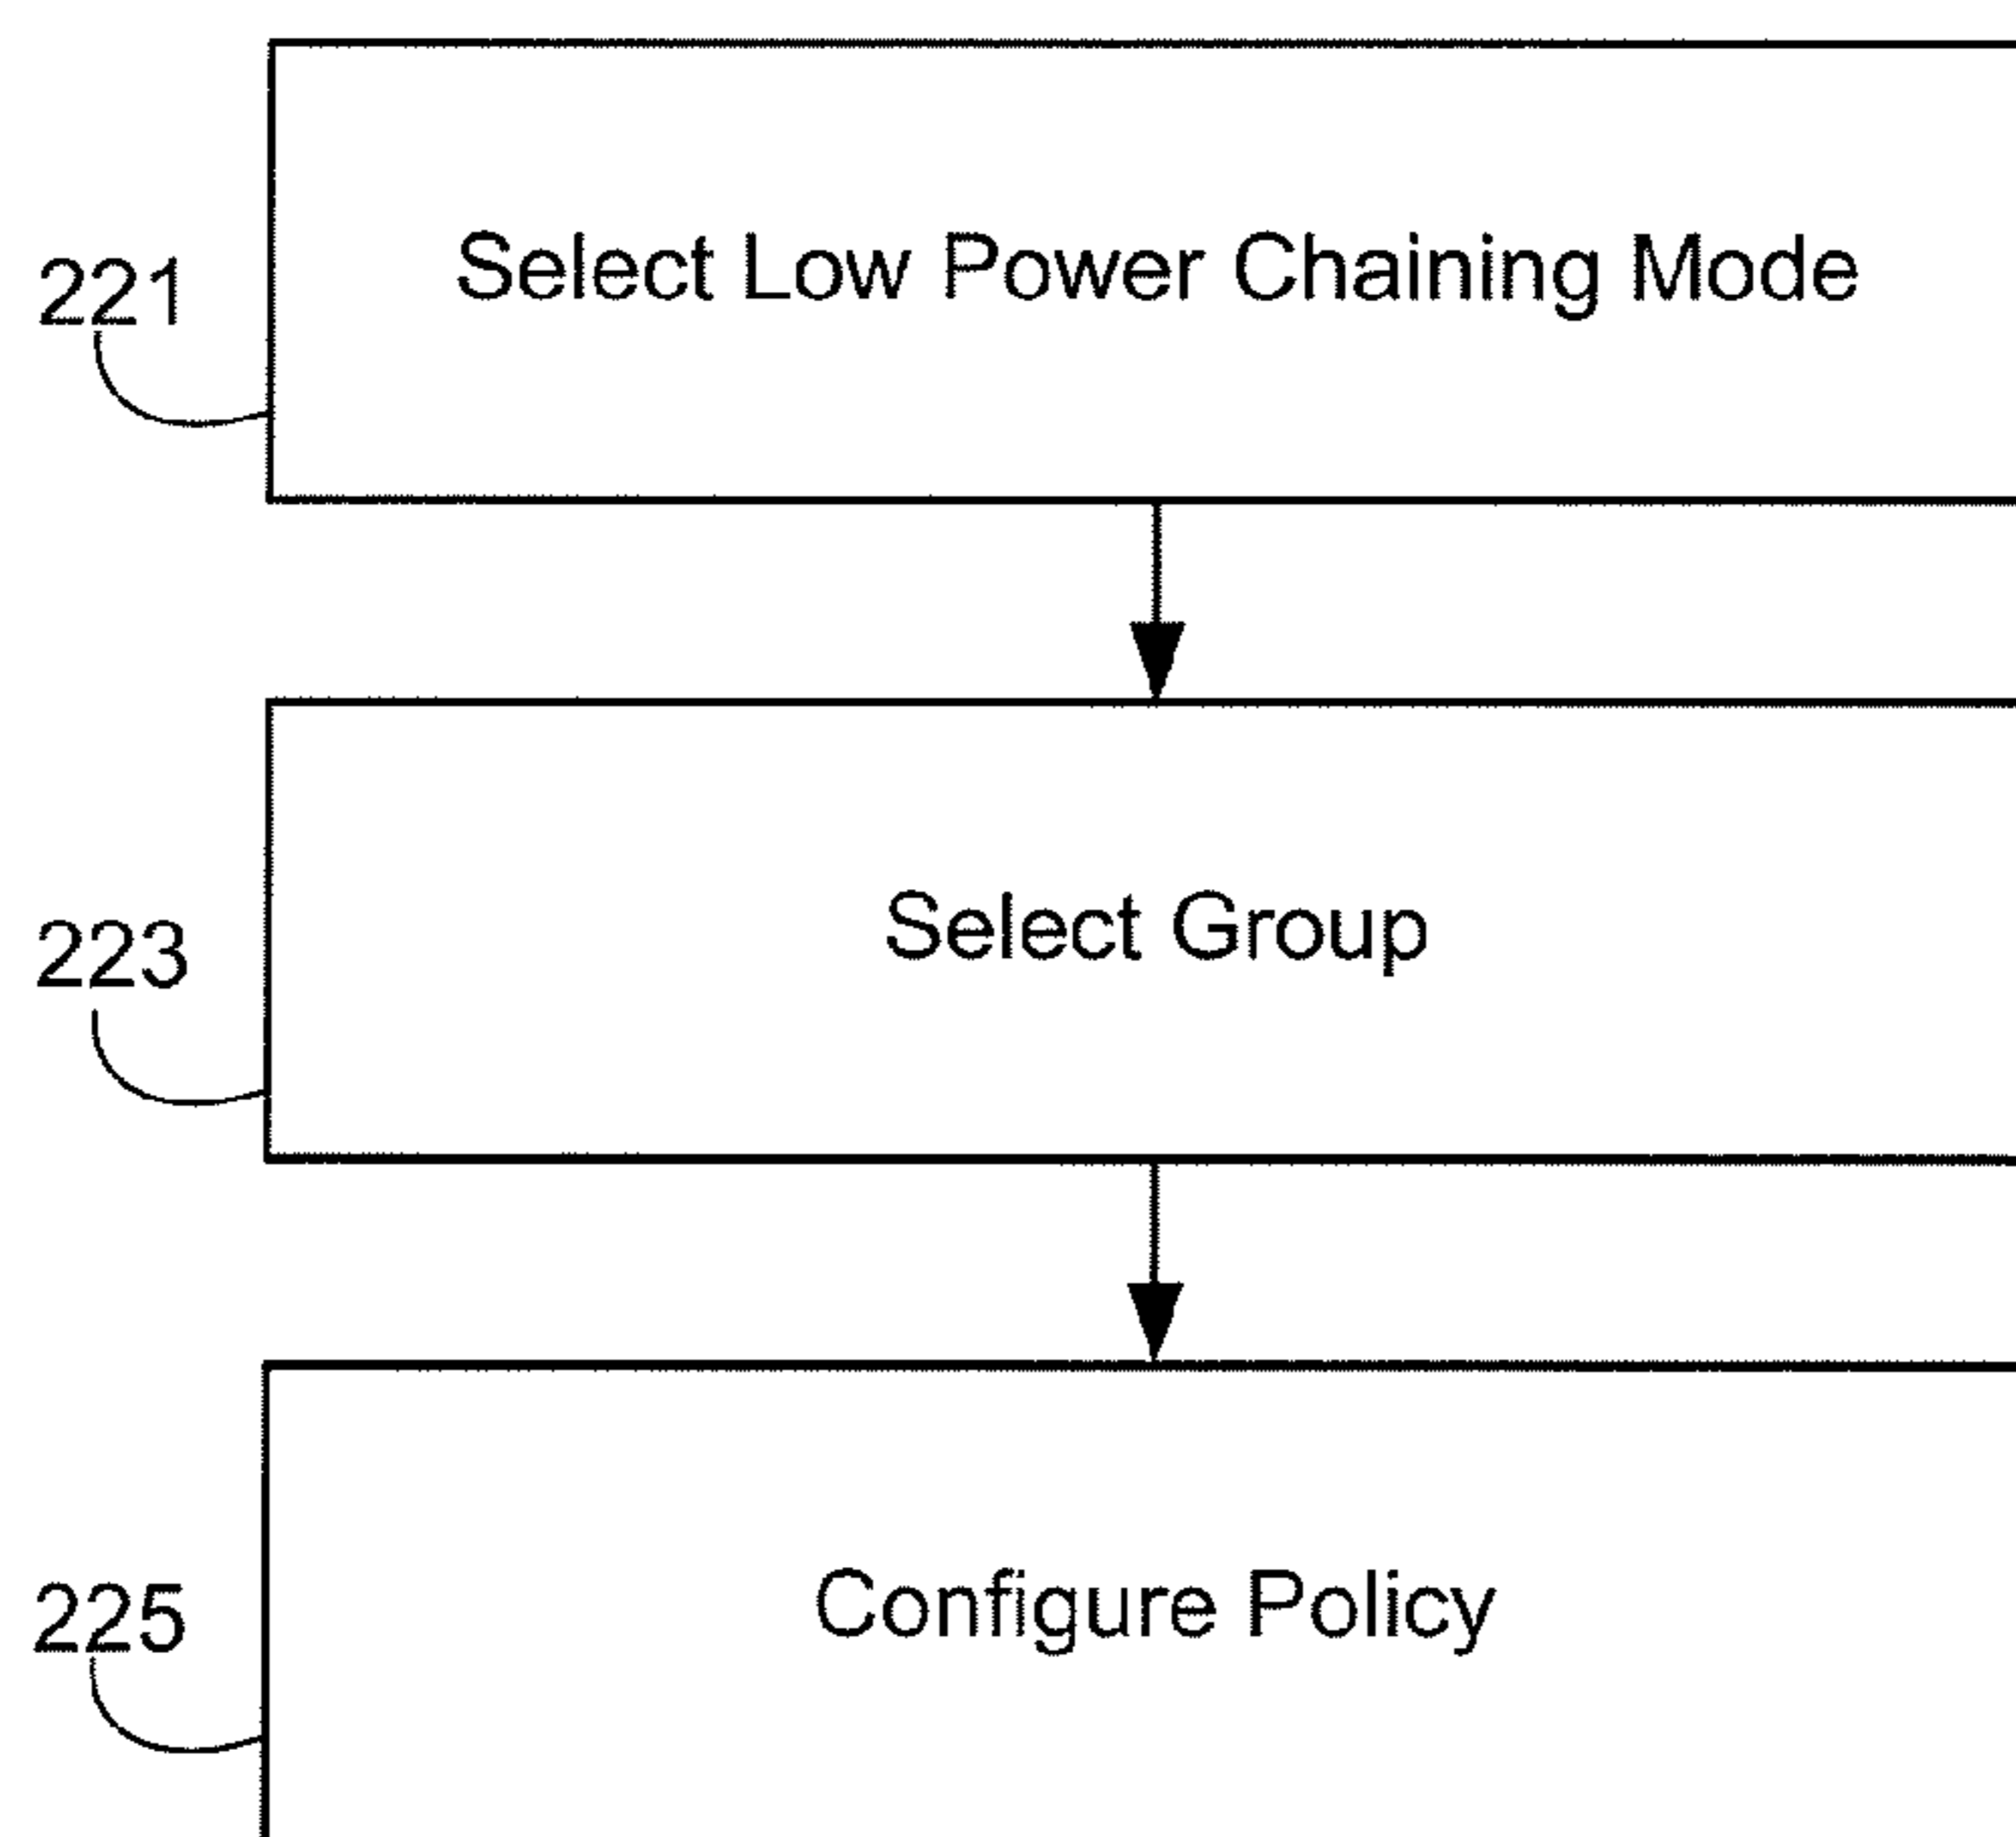 Select Low Power Chaining Mode
221
Select Group
223
Configure Policy
225